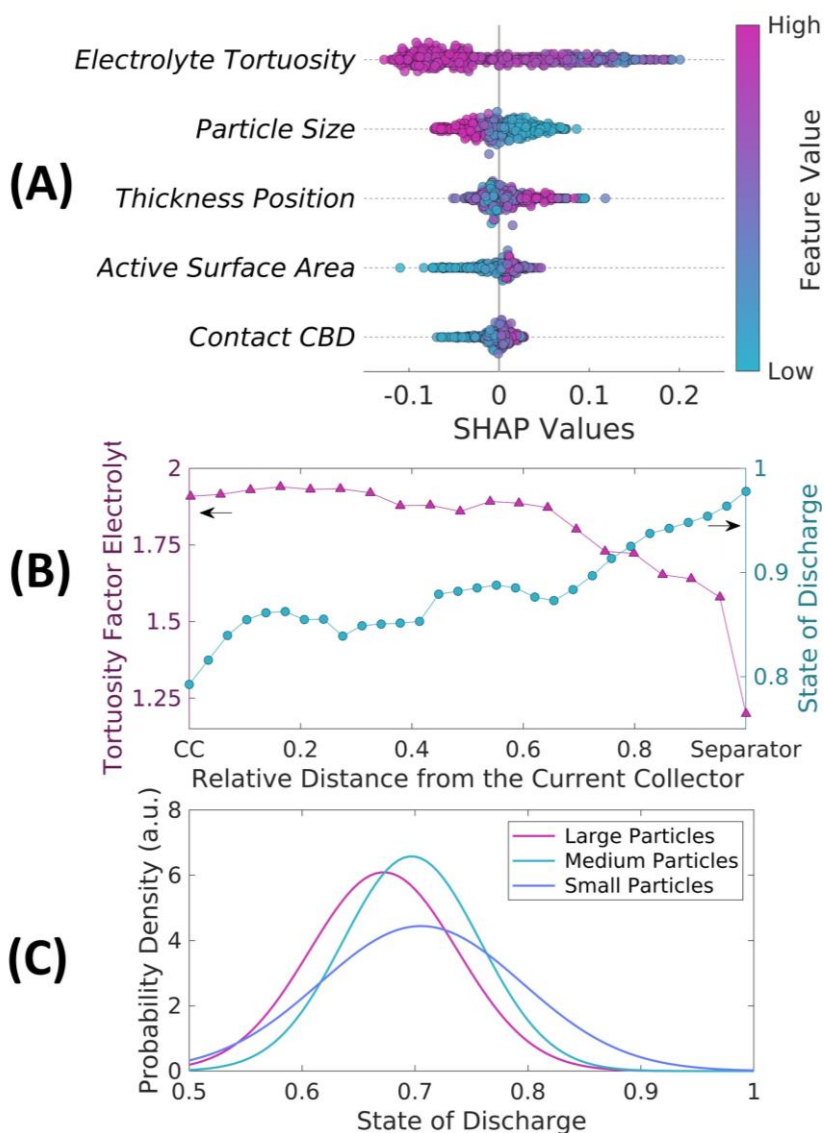 (A)
Electrolyte Tortuosity
Particle Size
Thickness Position
Active Surface Area
Contact CBD
-0.1 0 0.1 0.2
SHAP Values
High
Feature Value
Low
(B)
Tortuosity Factor Electrolyt
2
1.75
1.5
1.25
1
0.9
0.8
State of Discharge
CC 0.2 0.4 0.6 0.8 Separator
Relative Distance from the Current Collector
(C)
Probability Density (a.u.)
8
6
4
2
0
Large Particles
Medium Particles
Small Particles
0.5 0.6 0.7 0.8 0.9 1
State of Discharge